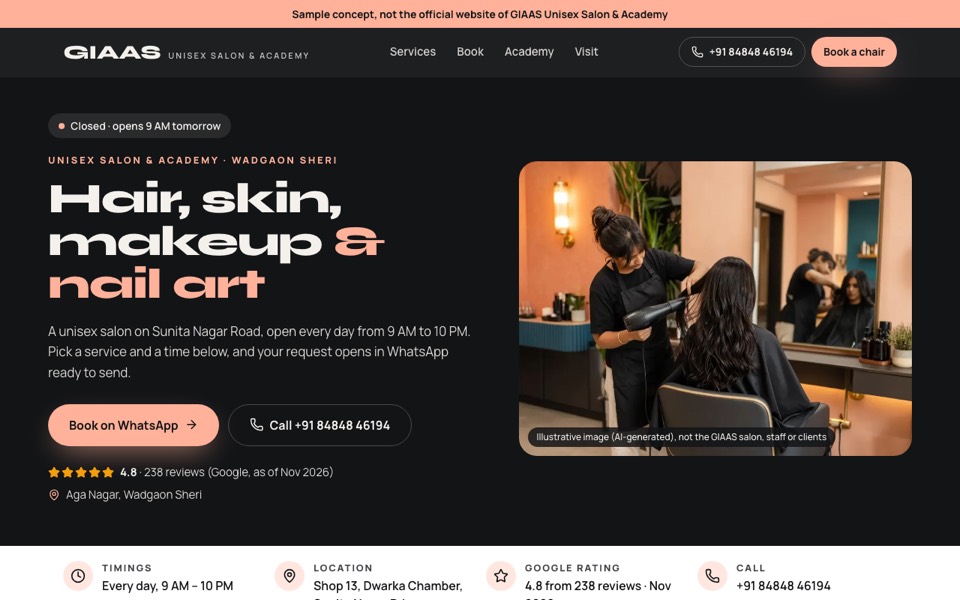 Sample concept, not the official website of GIAAS Unisex Salon & Academy
GIAAS UNISEX SALON & ACADEMY
Services Book Academy Visit
+91 84848 46194
Book a chair
Closed · opens 9 AM tomorrow
UNISEX SALON & ACADEMY · WADGAON SHERI
Hair, skin,
makeup &
nail art
A unisex salon on Sunita Nagar Road, open every day from 9 AM to 10 PM.
Pick a service and a time below, and your request opens in WhatsApp
ready to send.
Book on WhatsApp
Call +91 84848 46194
4.8 · 238 reviews (Google, as of Nov 2026)
Aga Nagar, Wadgaon Sheri
Illustrative image (AI-generated), not the GIAAS salon, staff or clients
TIMINGS
Every day, 9 AM – 10 PM
LOCATION
Shop 13, Dwarka Chamber,
GOOGLE RATING
4.8 from 238 reviews · Nov
CALL
+91 84848 46194